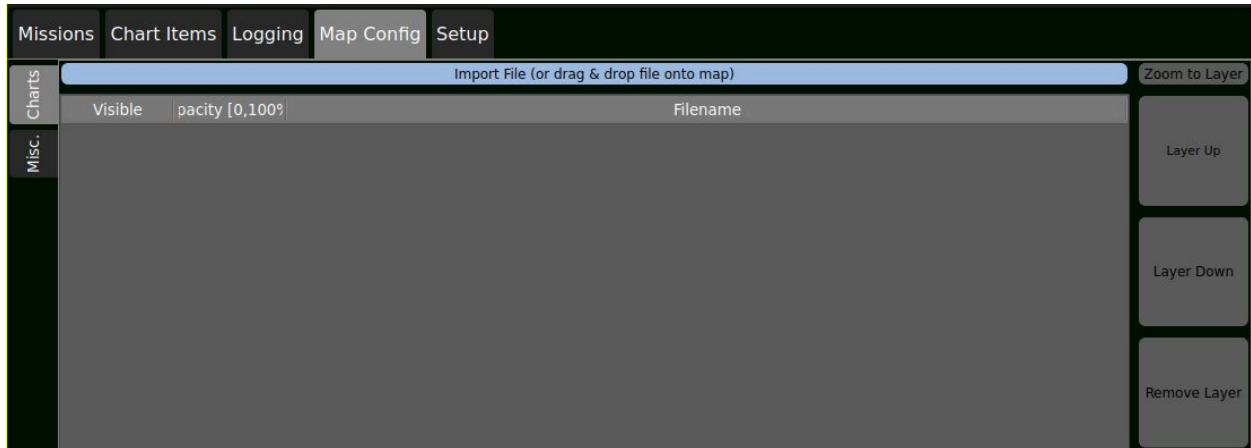 Missions Chart Items Logging Map Config Setup
Charts
Misc.
Import File (or drag & drop file onto map)
Visible pacity [0,100% Filename
Zoom to Layer
Layer Up
Layer Down
Remove Layer